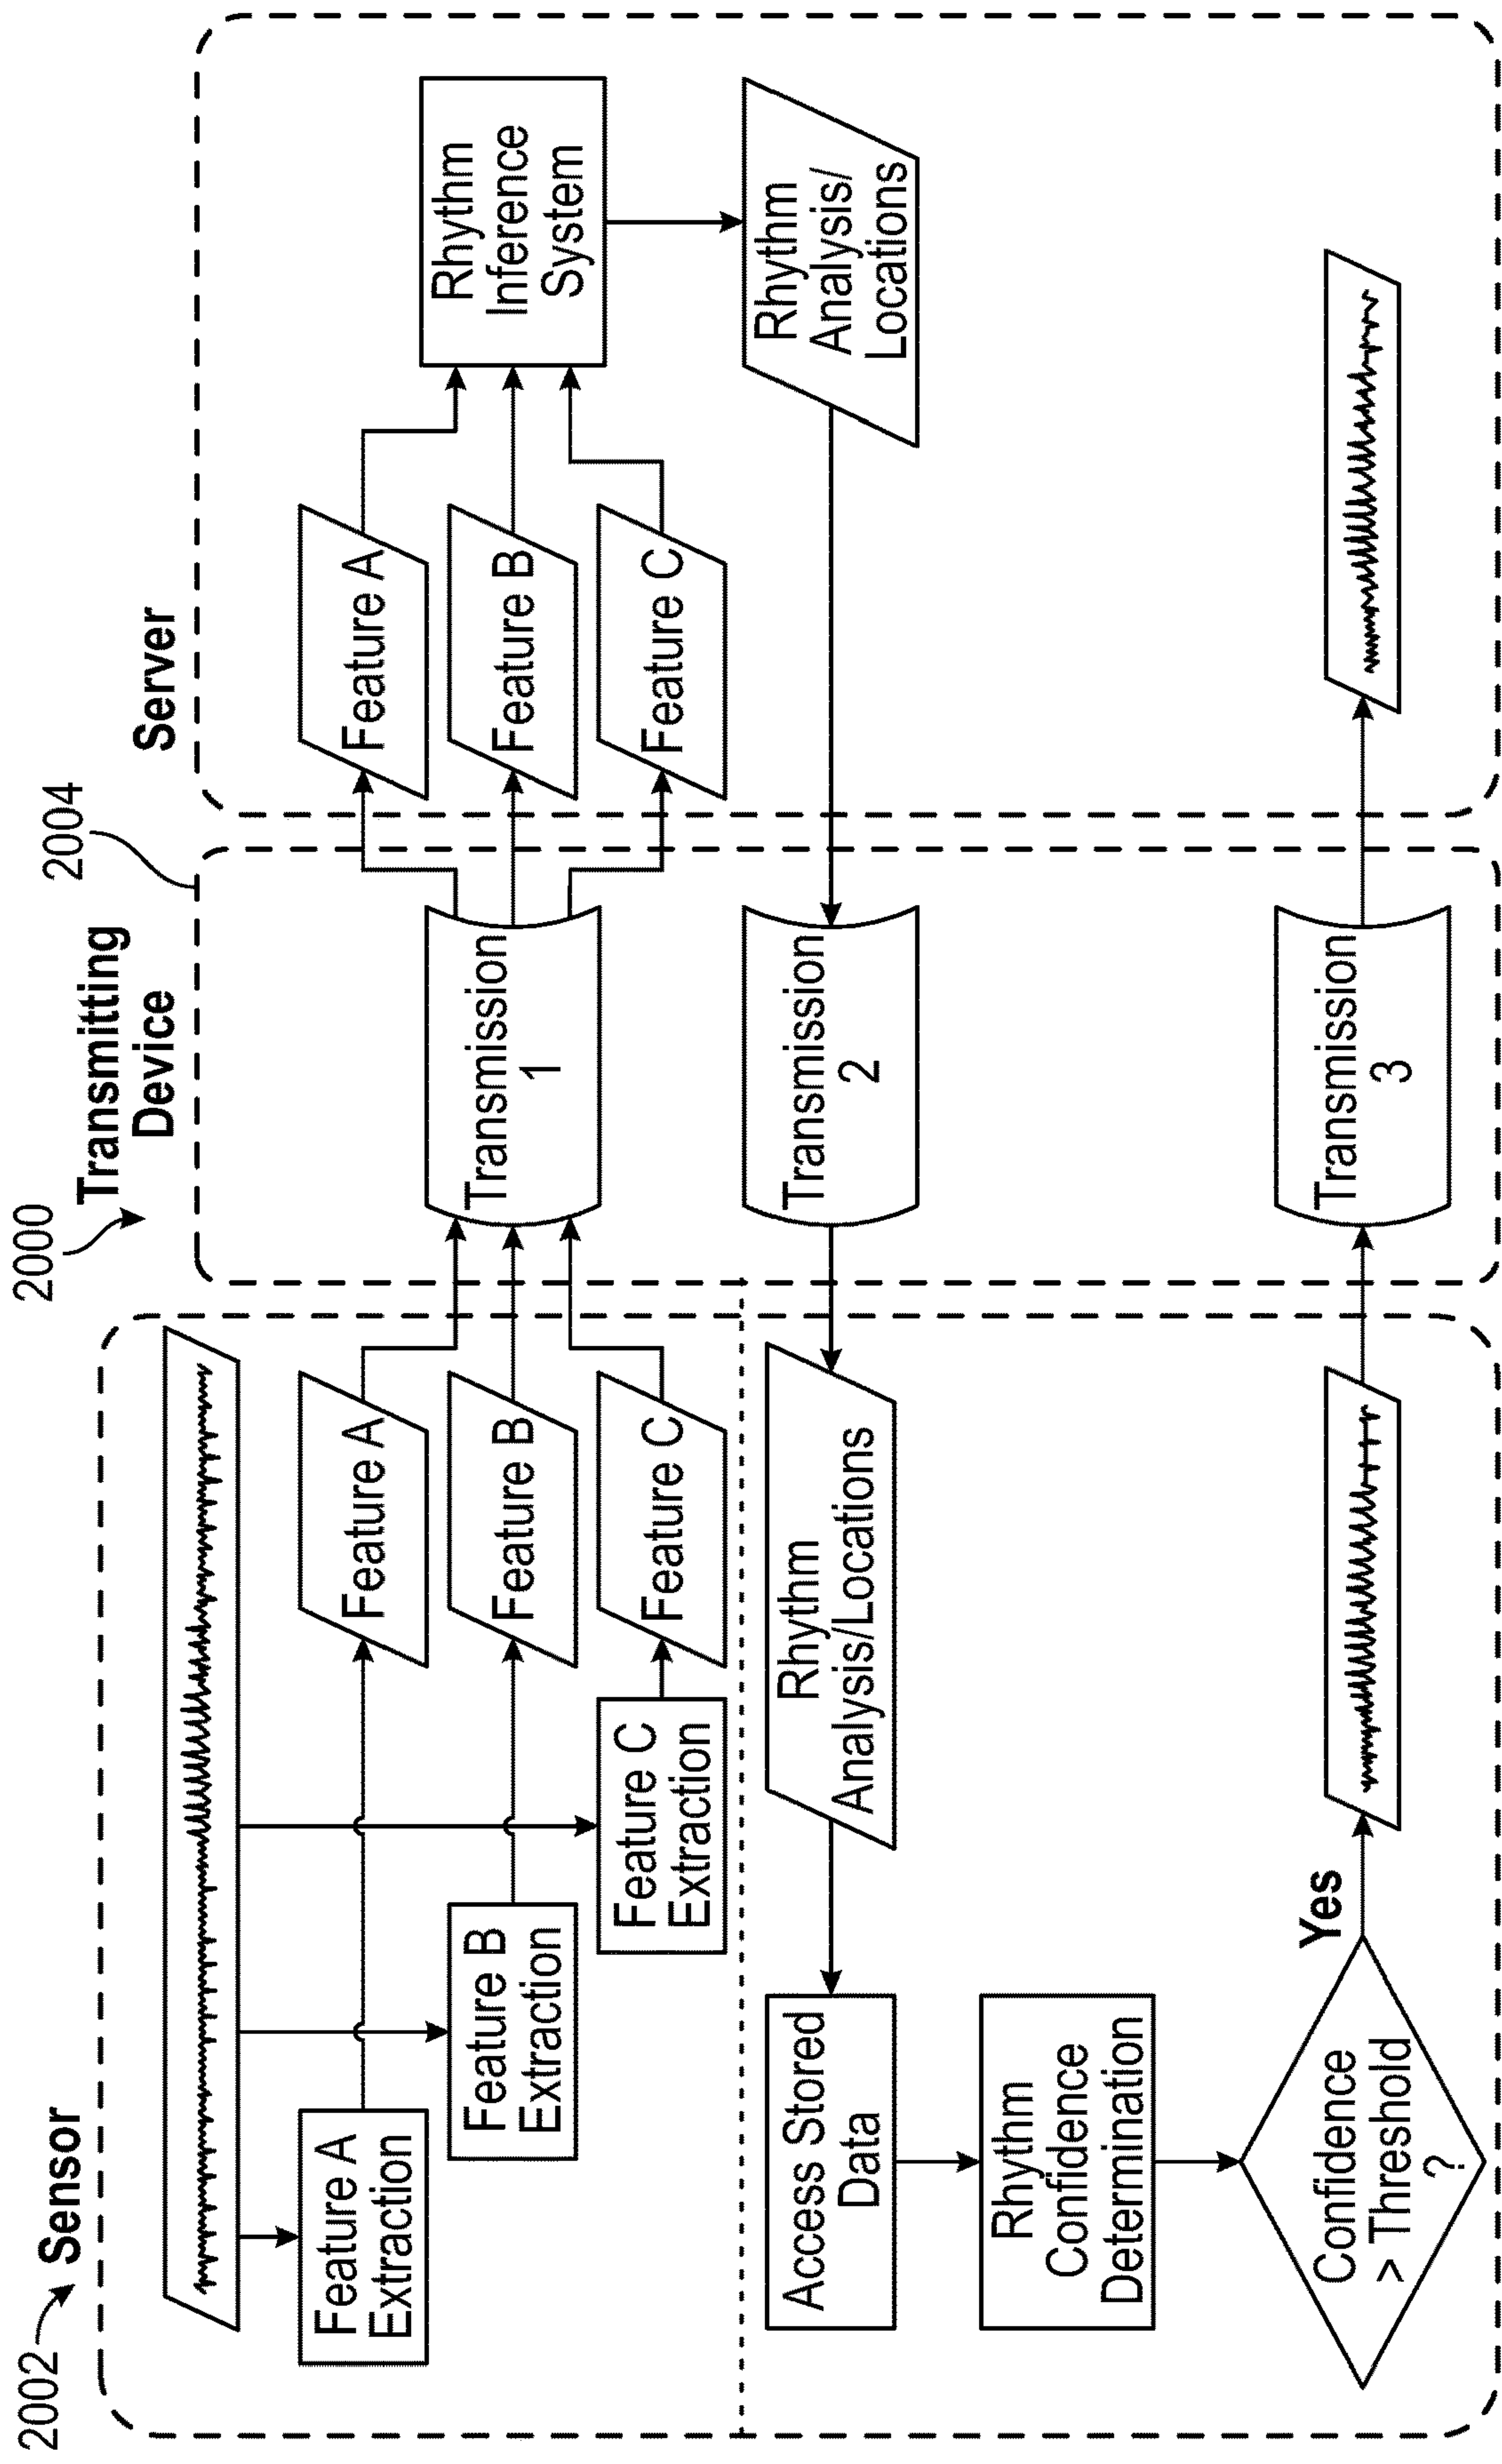 2000
2002
Sensor
Transmitting
Device
2004
Server
Feature A
Extraction
Feature B
Extraction
Feature C
Extraction
Feature A
Feature B
Feature C
Transmission
1
Feature A
Feature B
Feature C
Rhythm
Inference
System
Rhythm
Analysis/
Locations
Transmission
2
Rhythm
Analysis/Locations
Access Stored
Data
Rhythm
Confidence
Determination
Confidence
> Threshold
?
Yes
Transmission
3